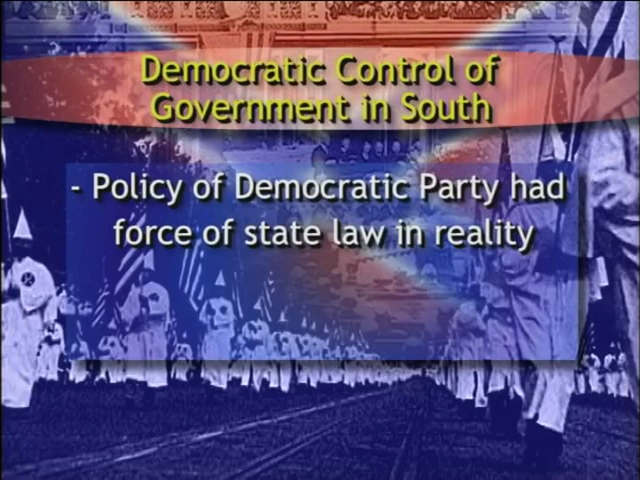 Democratic Control of
Government in South
- Policy of Democratic Party had
force of state law in reality